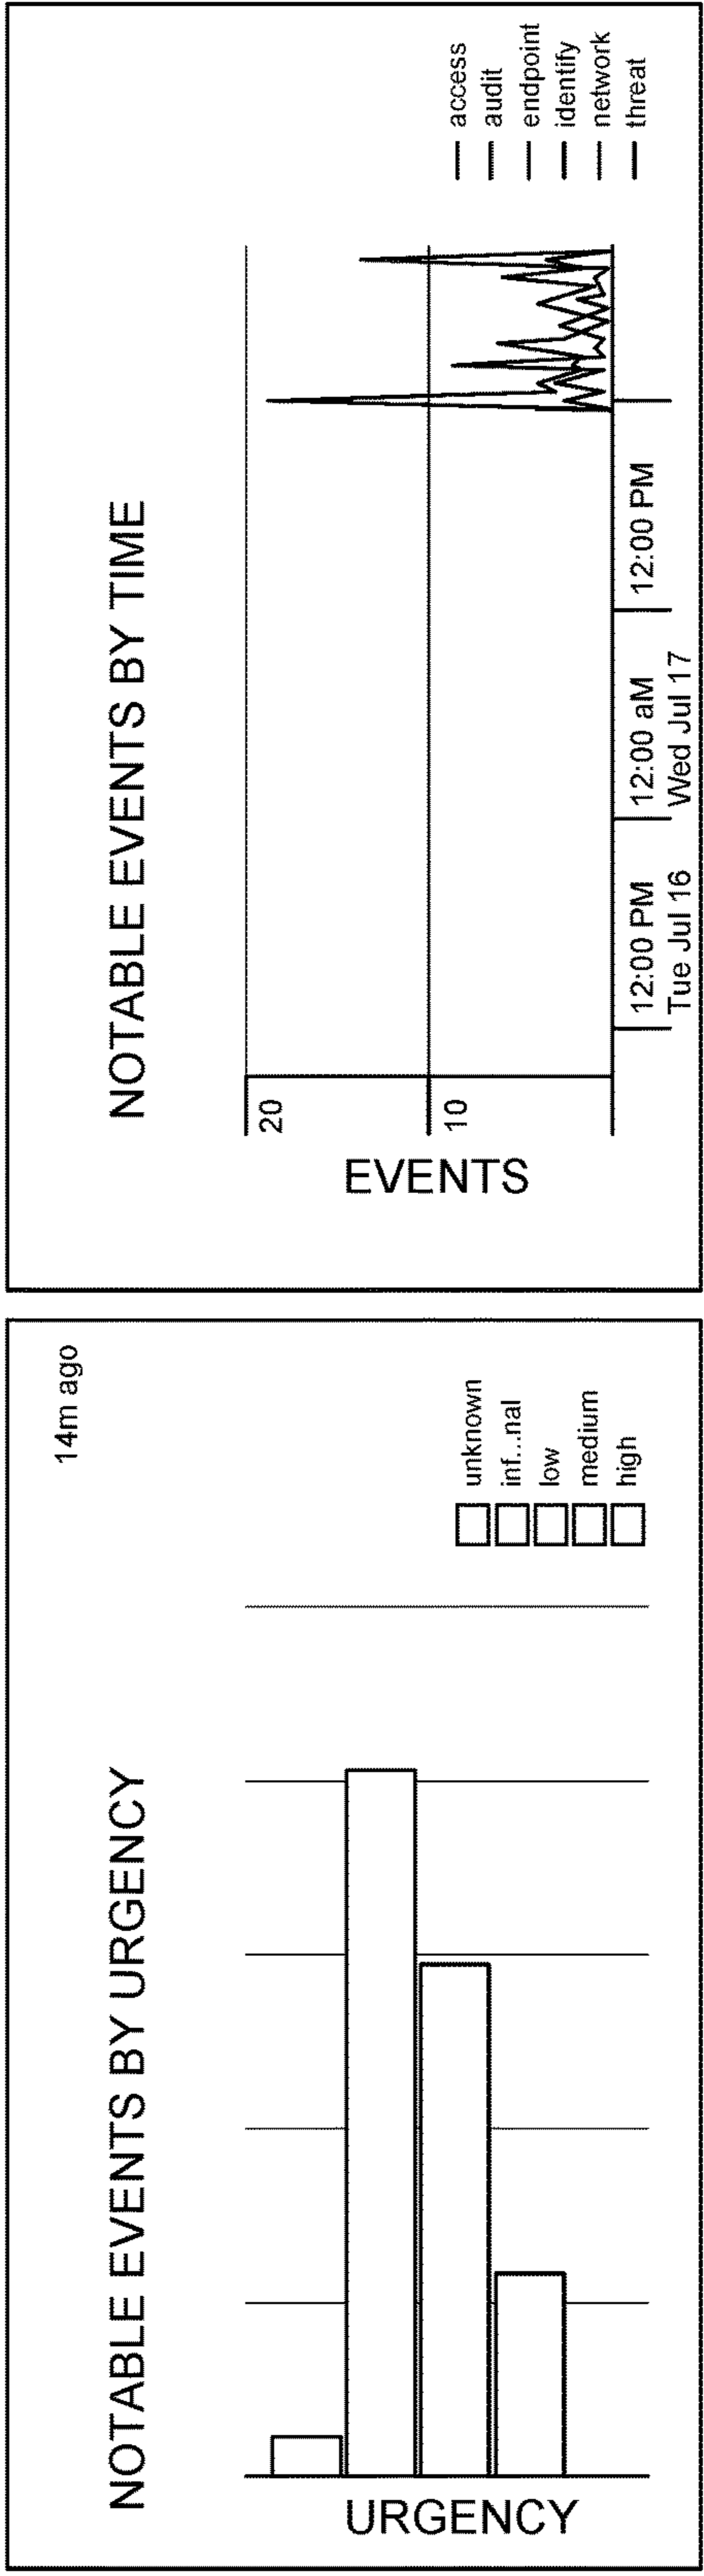 14m ago
NOTABLE EVENTS BY URGENCY
URGENCY
unknown
inf...nal
low
medium
high
NOTABLE EVENTS BY TIME
EVENTS
20
10
12:00 PM
Tue Jul 16
12:00 aM
Wed Jul 17
12:00 PM
access
audit
endpoint
identify
network
threat